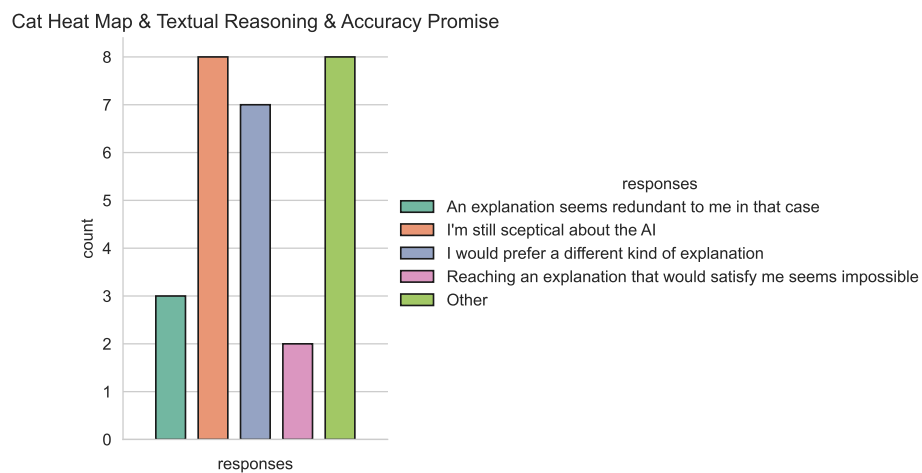 Cat Heat Map & Textual Reasoning & Accuracy Promise
8
7
6
5
4
3
2
1
0
count
responses
responses
An explanation seems redundant to me in that case
I'm still sceptical about the AI
I would prefer a different kind of explanation
Reaching an explanation that would satisfy me seems impossible
Other